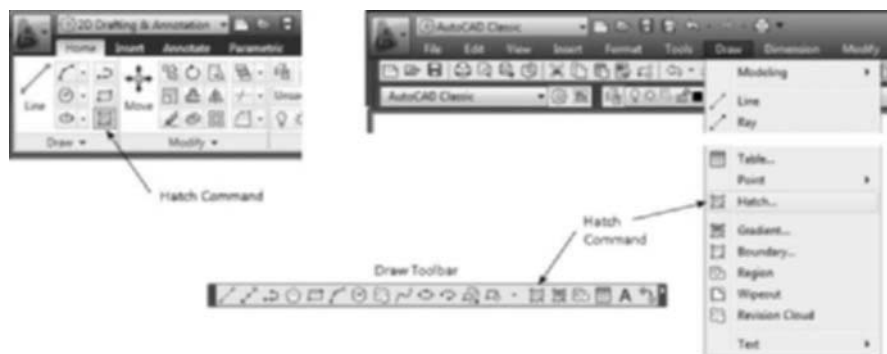 2D Drafting & Annotation
Home Insert Annotate Parametric
Line
Move
Draw
Modify
Hatch Command
AutoCAD Classic
File Edit View Insert Format Tools Draw Dimension Modify
AutoCAD Classic
Modeling
Line
Ray
Table...
Point
Hatch...
Gradient...
Boundary...
Region
Wipeout
Revision Cloud
Text
Hatch
Command
Draw Toolbar
A